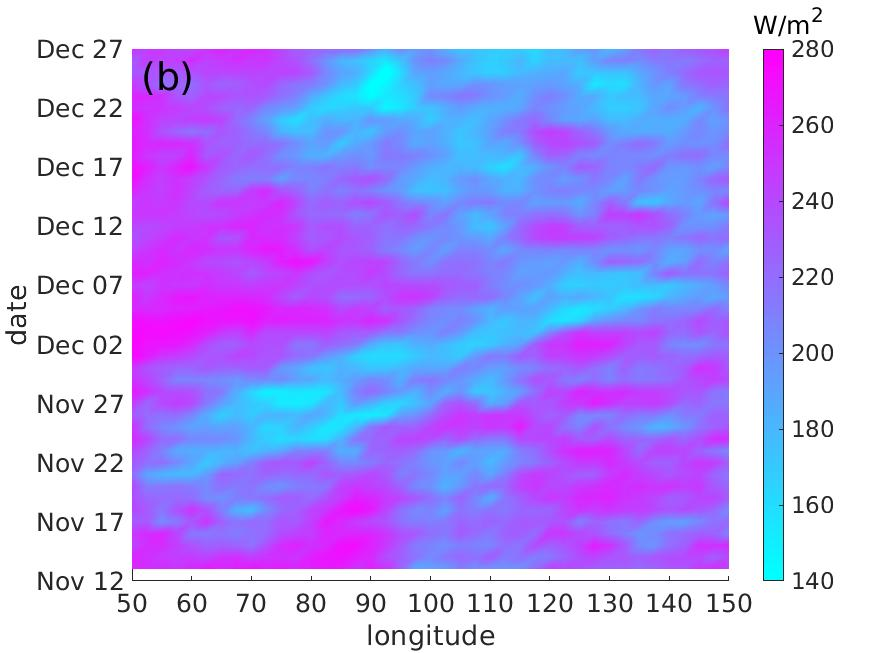 W/m²
(b)
Dec 27
Dec 22
Dec 17
Dec 12
Dec 07
Dec 02
Nov 27
Nov 22
Nov 17
Nov 12
date
50 60 70 80 90 100 110 120 130 140 150
longitude
280
260
240
220
200
180
160
140